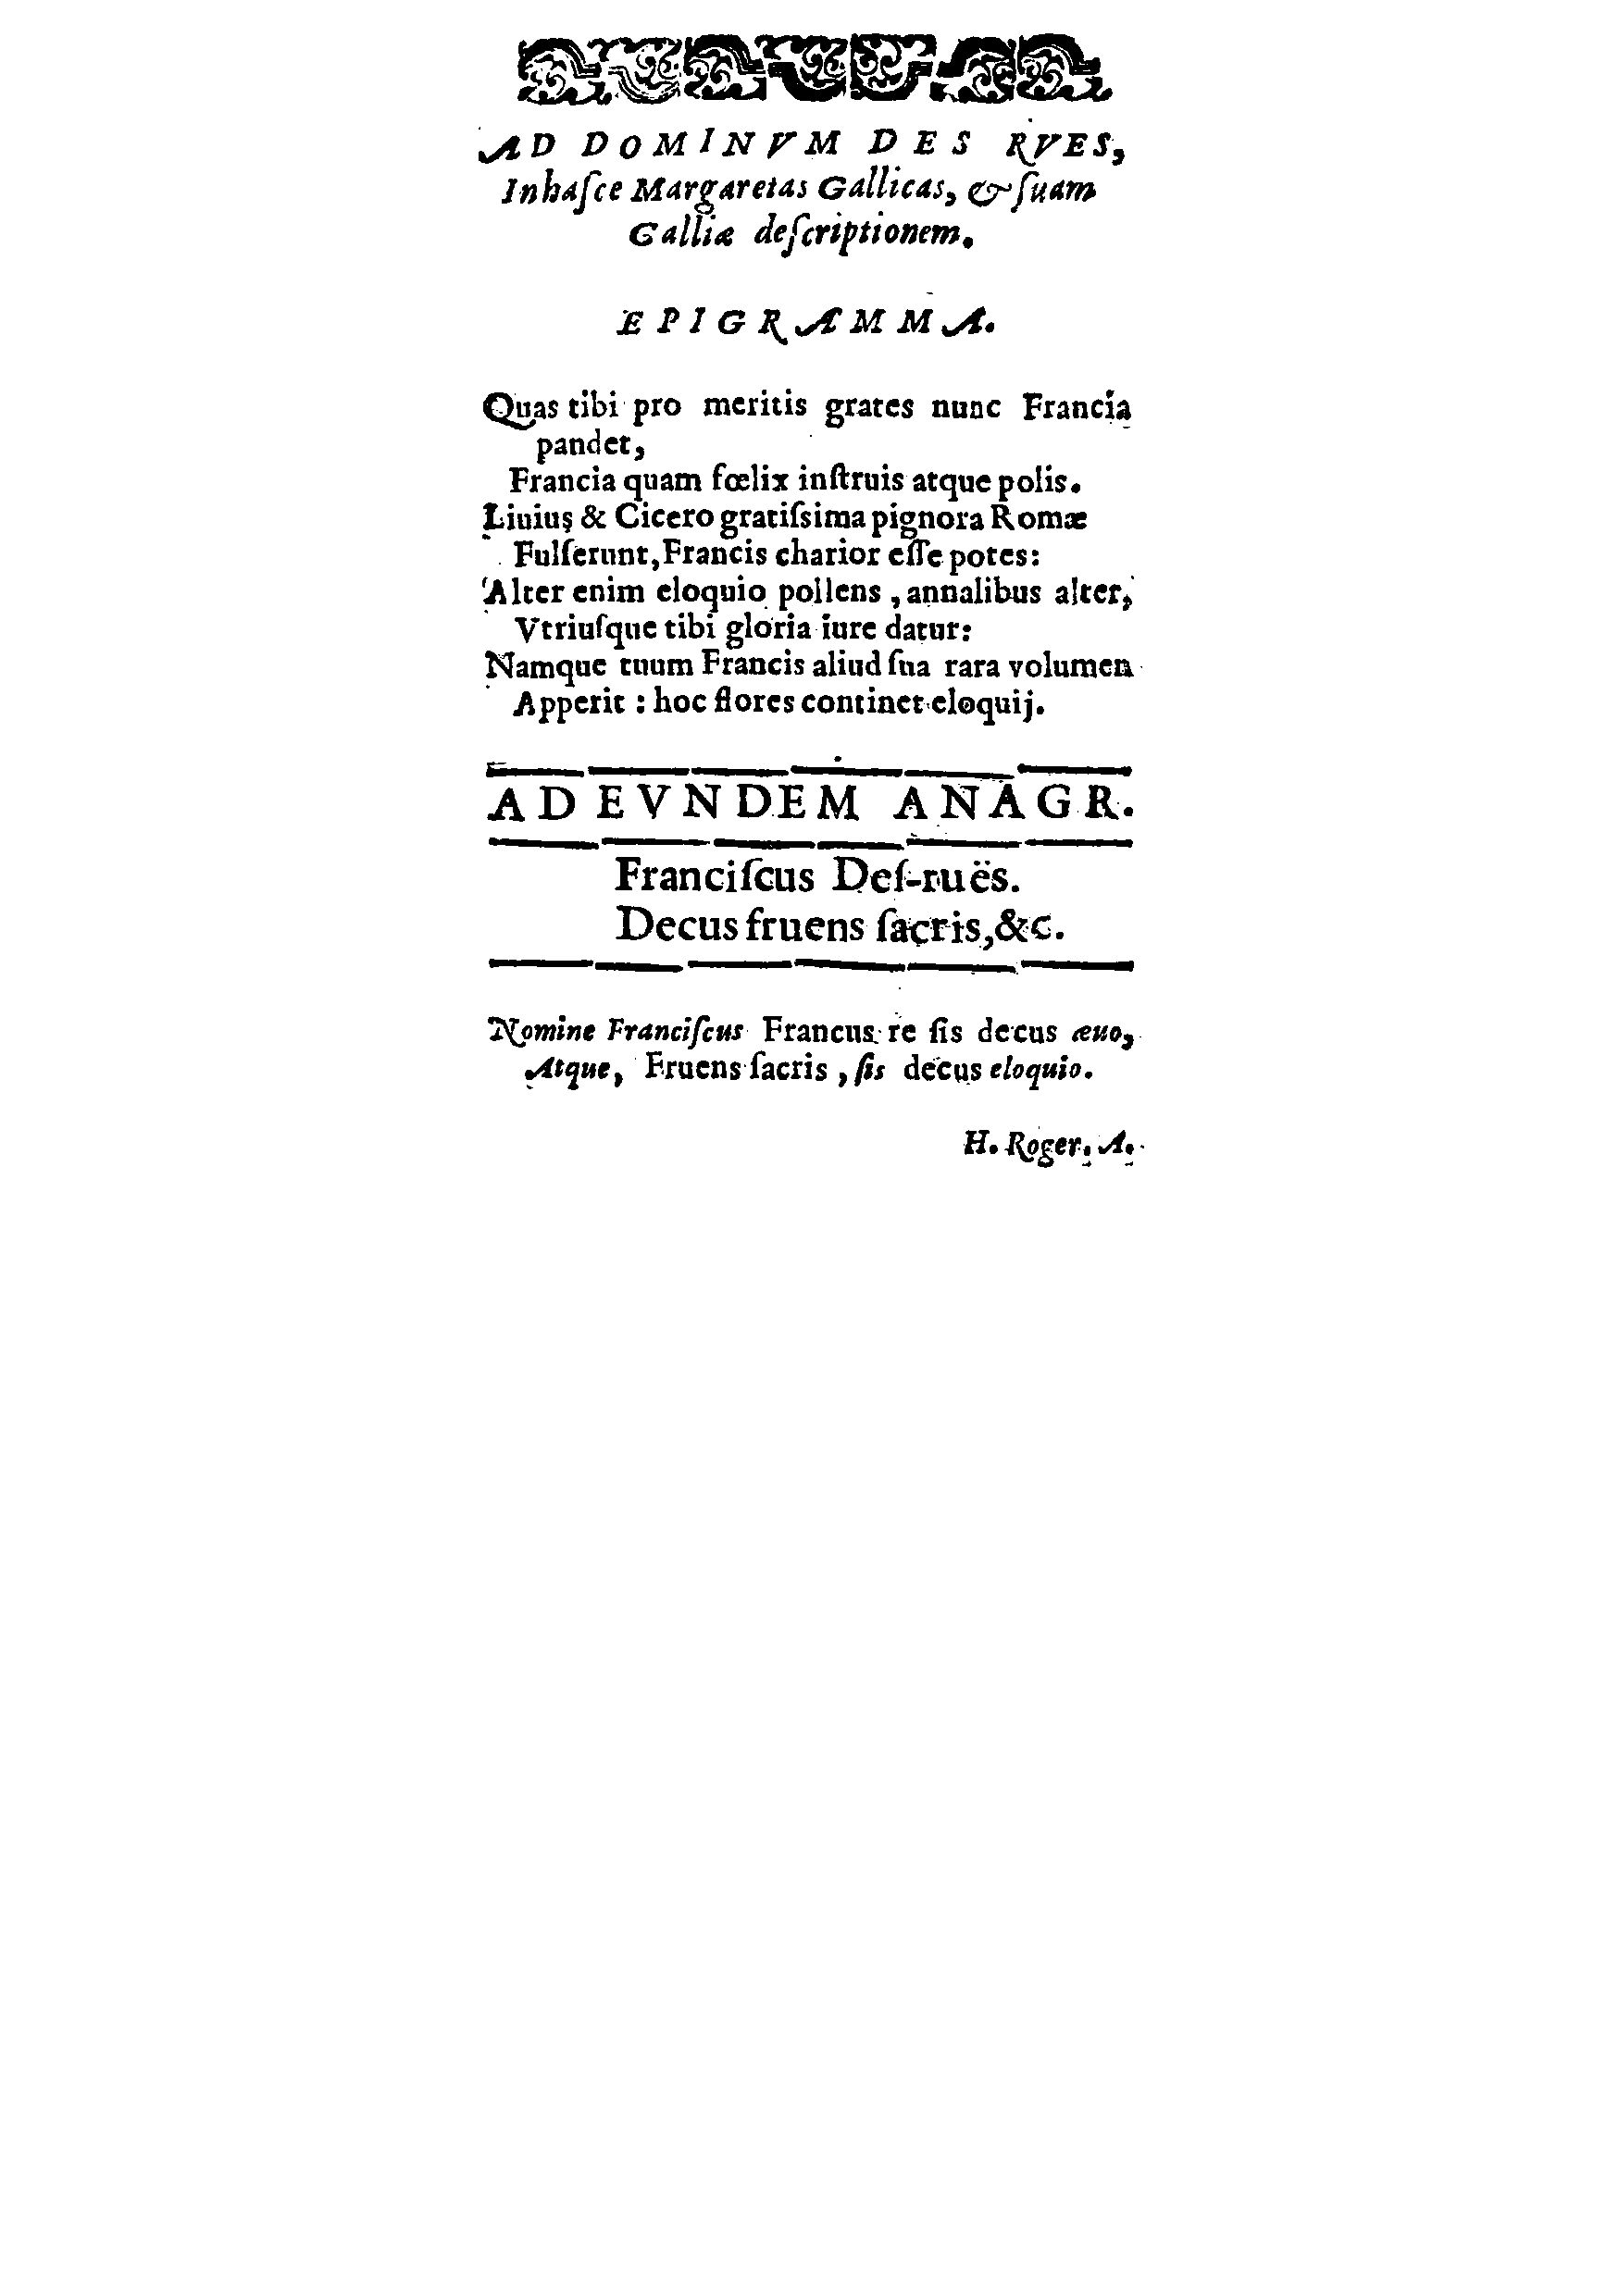 AD DOMINVM DES RVES,
In haſce Margaretas Gallicas, & ſuam
Galliæ deſcriptionem.
EPIGRAMMA.
Quas tibi pro meritis grates nunc Francia
pandet,
Francia quam fœlix inſtruis atque polis.
Liuius & Cicero gratiſsima pignora Romæ
Fulſerunt, Francis charior eſſe potes:
Alter enim eloquio pollens, annalibus alter,
Vtriuſque tibi gloria iure datur:
Namque tuum Francis aliud ſua rara volumen
Apperit : hoc flores continet eloquij.
AD EVNDEM ANAGR.
Franciſcus Deſ-ruës.
Decus fruens ſacris, &c.
Nomine Franciſcus Francus re ſis decus æuo,
Atque, Fruens ſacris, ſis decus eloquio.
H. Roger. A.